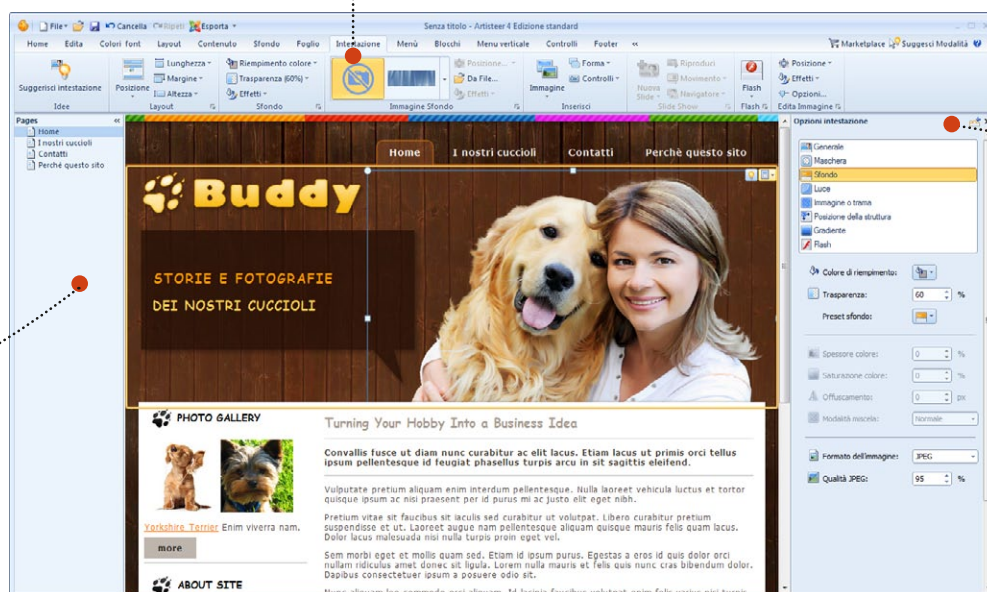 File
Cancella
Ripeti
Esporta
Senza titolo - Artisteer 4 Edizione standard
Home Edita Colori font Layout Contenuto Sfondo Foglio Intestazione Menù Blocchi Menu verticale Controlli Footer «
Marketplace Suggerisci Modalità
Suggerisci intestazione
Idee
Posizione
Lunghezza
Margine
Altezza
Layout
Riempimento colore
Trasparenza (60%)
Effetti
Sfondo
Posizione...
Da File...
Effetti
Immagine Sfondo
Immagine
Forma
Controlli
Inserisci
Nuova Slide
Riproduci
Movimento
Navigatore
Slide Show
Flash
Flash
Posizione
Effetti
Opzioni...
Edita Immagine
Pages «
Home
I nostri cuccioli
Contatti
Perchè questo sito
Home I nostri cuccioli Contatti Perchè questo sito
Buddy
STORIE E FOTOGRAFIE
DEI NOSTRI CUCCIOLI
PHOTO GALLERY
Yorkshire Terrier Enim viverra nam.
more
ABOUT SITE
Turning Your Hobby Into a Business Idea
Convallis fusce ut diam nunc curabitur ac elit lacus. Etiam lacus ut primis orci tellus
ipsum pellentesque id feugiat phasellus turpis arcu in sit sagittis eleifend.
Vulputate pretium aliquam enim interdum pellentesque. Nulla laoreet vehicula luctus et tortor
quisque ipsum ac nisi praesent per id purus mi ac justo elit eget nibh.
Pretium vitae sit faucibus sit iaculis sed curabitur ut volutpat. Libero curabitur pretium
suspendisse et ut. Laoreet augue nam pellentesque aliquam quisque mauris felis quam lacus.
Dolor lacus malesuada nisi nulla turpis proin eget vel.
Sem morbi eget et mollis quam sed. Etiam id ipsum purus. Egestas a eros id quis dolor orci
nullam ridiculus amet donec sit ligula. Lorem nulla mauris et felis quis nunc cras bibendum dolor.
Dapibus consectetuer ipsum a posuere odio sit.
Opzioni intestazione
Generale
Maschera
Sfondo
Luce
Immagine o trama
Posizione della struttura
Gradiente
Flash
Colore di riempimento:
Trasparenza: 60 %
Preset sfondo:
Spessore colore: 0 %
Saturazione colore: 0 %
Offuscamento: 0 px
Modalità miscela: Normale
Formato dell'immagine: JPEG
Qualità JPEG: 95 %